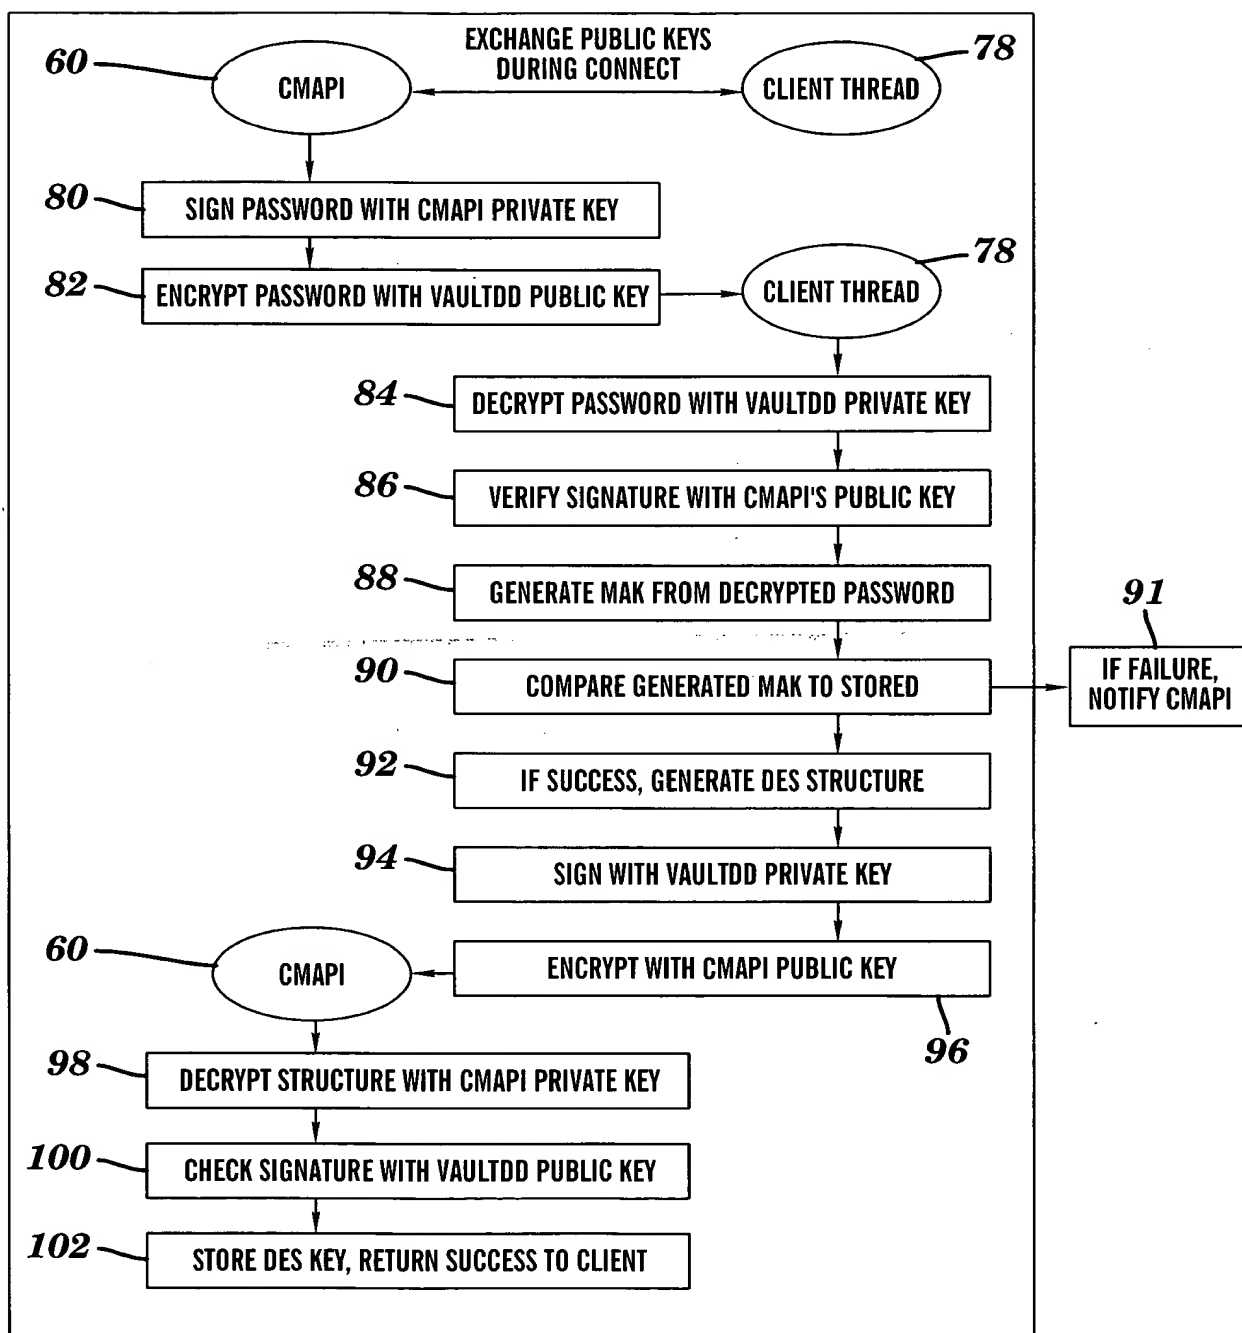 EXCHANGE PUBLIC KEYS
DURING CONNECT
60
CMAPI
78
CLIENT THREAD
80
SIGN PASSWORD WITH CMAPI PRIVATE KEY
82
ENCRYPT PASSWORD WITH VAULTDD PUBLIC KEY
78
CLIENT THREAD
84
DECRYPT PASSWORD WITH VAULTDD PRIVATE KEY
86
VERIFY SIGNATURE WITH CMAPI'S PUBLIC KEY
88
GENERATE MAK FROM DECRYPTED PASSWORD
90
COMPARE GENERATED MAK TO STORED
91
IF FAILURE,
NOTIFY CMAPI
92
IF SUCCESS, GENERATE DES STRUCTURE
94
SIGN WITH VAULTDD PRIVATE KEY
60
CMAPI
ENCRYPT WITH CMAPI PUBLIC KEY
96
98
DECRYPT STRUCTURE WITH CMAPI PRIVATE KEY
100
CHECK SIGNATURE WITH VAULTDD PUBLIC KEY
102
STORE DES KEY, RETURN SUCCESS TO CLIENT